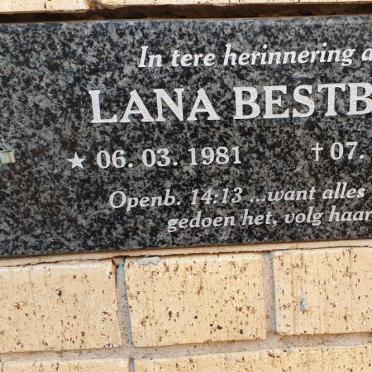 In tere herinnering a
LANA BESTB
★ 06. 03. 1981 † 07.
Openb. 14:13 ...want alles
gedoen het, volg haar